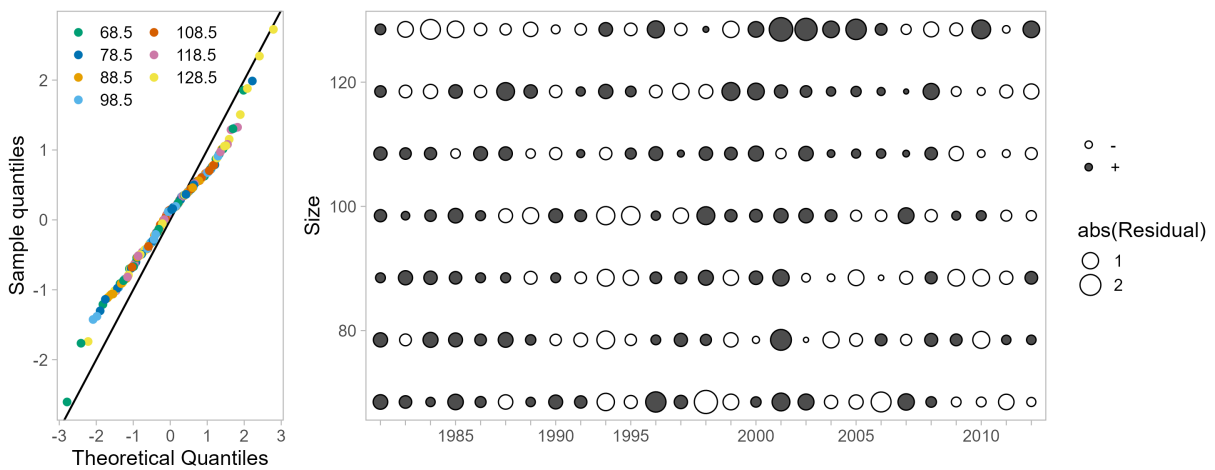 68.5 108.5
78.5 118.5
88.5 128.5
98.5
2
1
0
-1
-2
Sample quantiles
-3 -2 -1 0 1 2 3
Theoretical Quantiles
120
100
80
Size
1985 1990 1995 2000 2005 2010
-
+
abs(Residual)
1
2